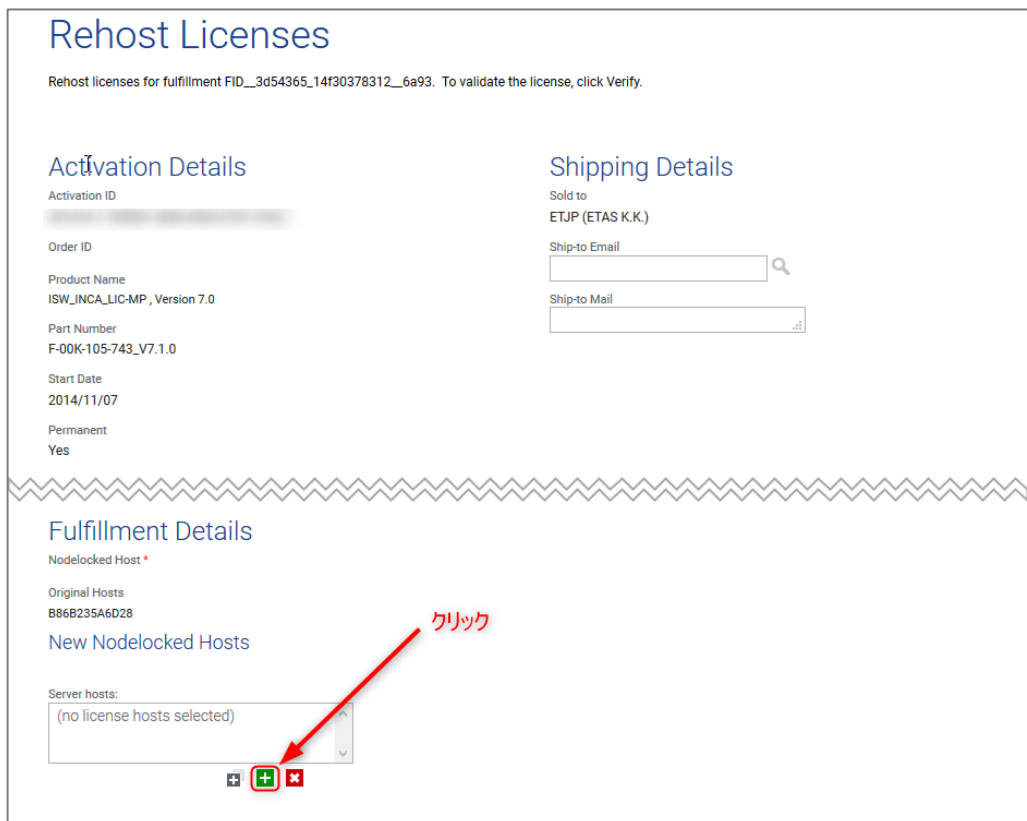 Rehost Licenses
Rehost licenses for fulfillment FID__3d54365_14f30378312__6a93. To validate the license, click Verify.
Activation Details
Activation ID
Order ID
Product Name
ISW_INCA_LIC-MP , Version 7.0
Part Number
F-00K-105-743_V7.1.0
Start Date
2014/11/07
Permanent
Yes
Shipping Details
Sold to
ETJP (ETAS K.K.)
Ship-to Email
Ship-to Mail
Fulfillment Details
Nodelocked Host *
Original Hosts
B86B235A6D28
New Nodelocked Hosts
クリック
Server hosts:
(no license hosts selected)